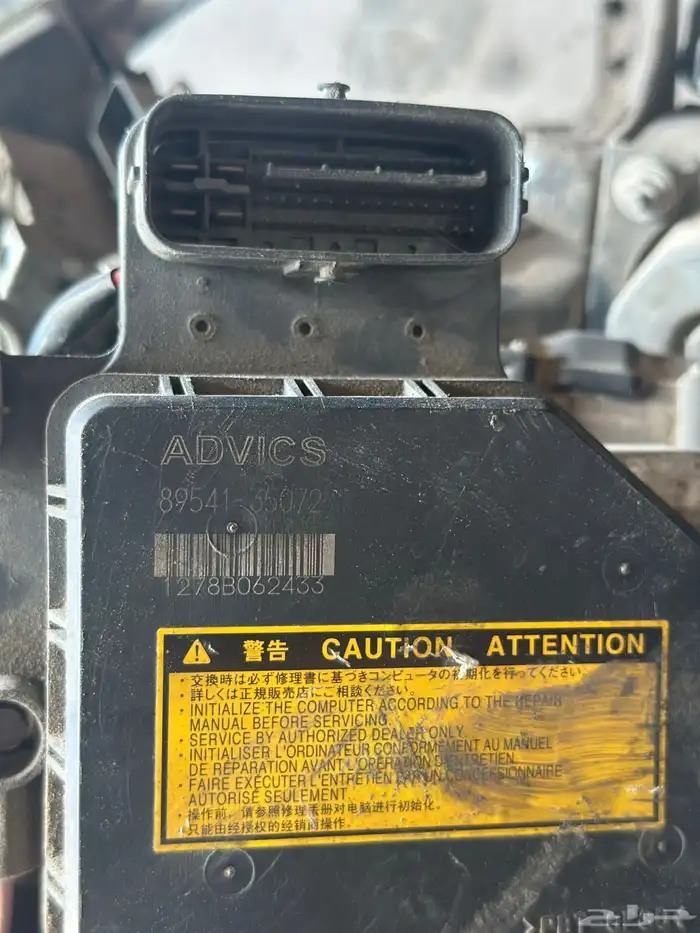 ADVICS
89541-35072
1278B062433
警告 CAUTION ATTENTION
・交換時は必ず修理書に基づきコンピュータの初期化を行ってください。
・詳しくは正規販売店にご相談ください。
・INITIALIZE THE COMPUTER ACCORDING TO THE REPAIR
MANUAL BEFORE SERVICING.
・SERVICE BY AUTHORIZED DEALER ONLY.
・INITIALISER L'ORDINATEUR CONFORMEMENT AU MANUEL
DE RÉPARATION AVANT L'OPÉRATION D'ENTRETIEN.
・FAIRE EXÉCUTER L'ENTRETIEN PAR UN CONCESSIONNAIRE
AUTORISÉ SEULEMENT.
・操作前，请参照修理手册对电脑进行初始化。
・只能由经授权的经销商操作。